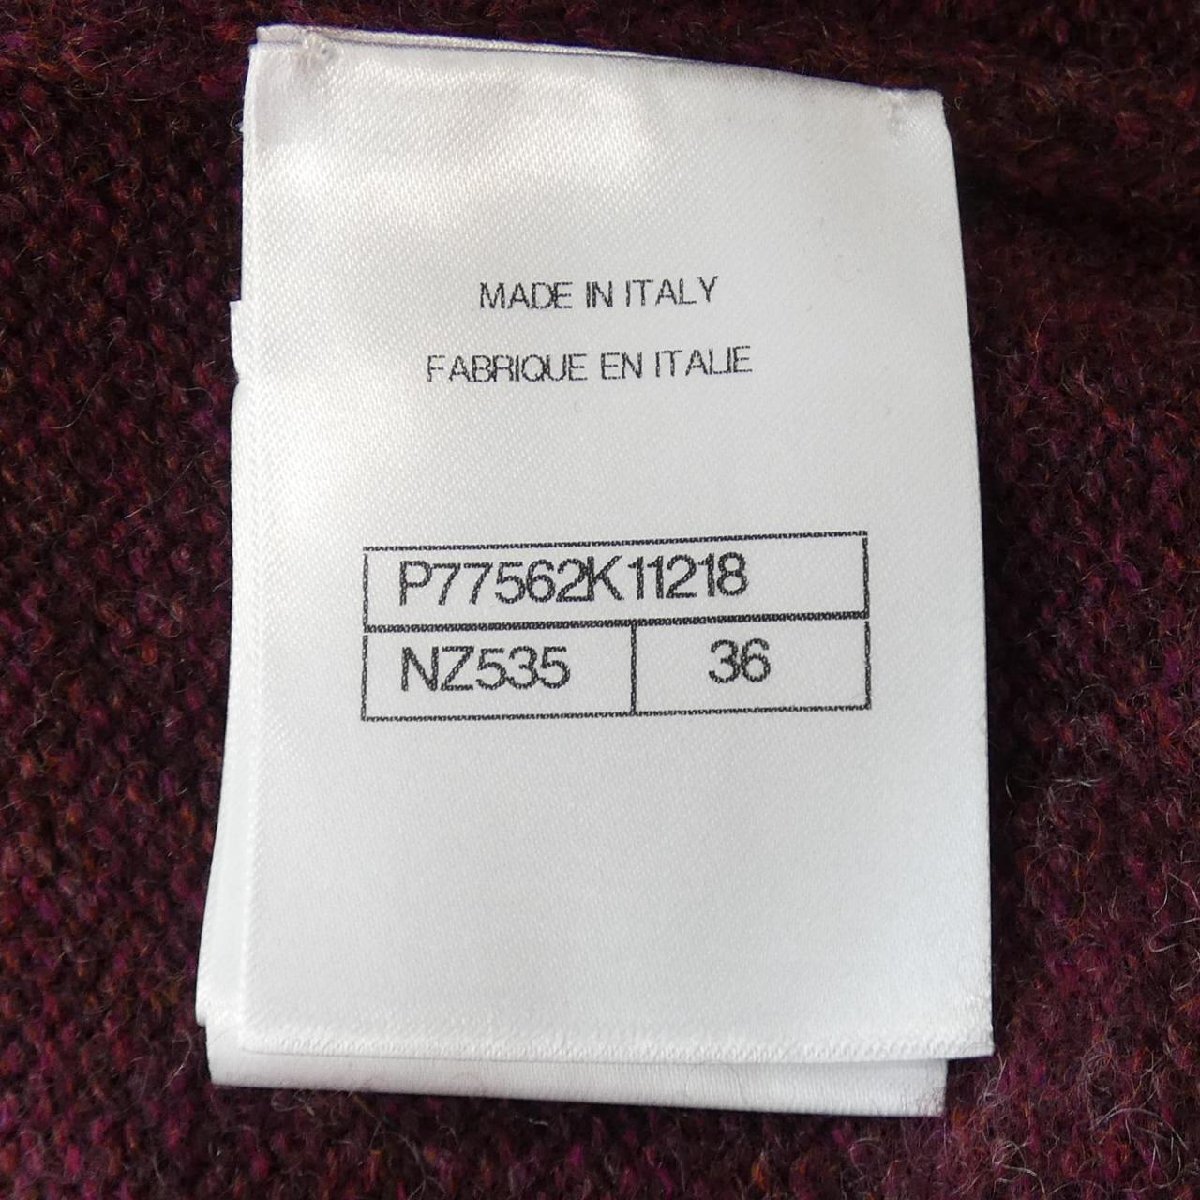 MADE IN ITALY
FABRIQUE EN ITALIE
P77562K11218
NZ535 36